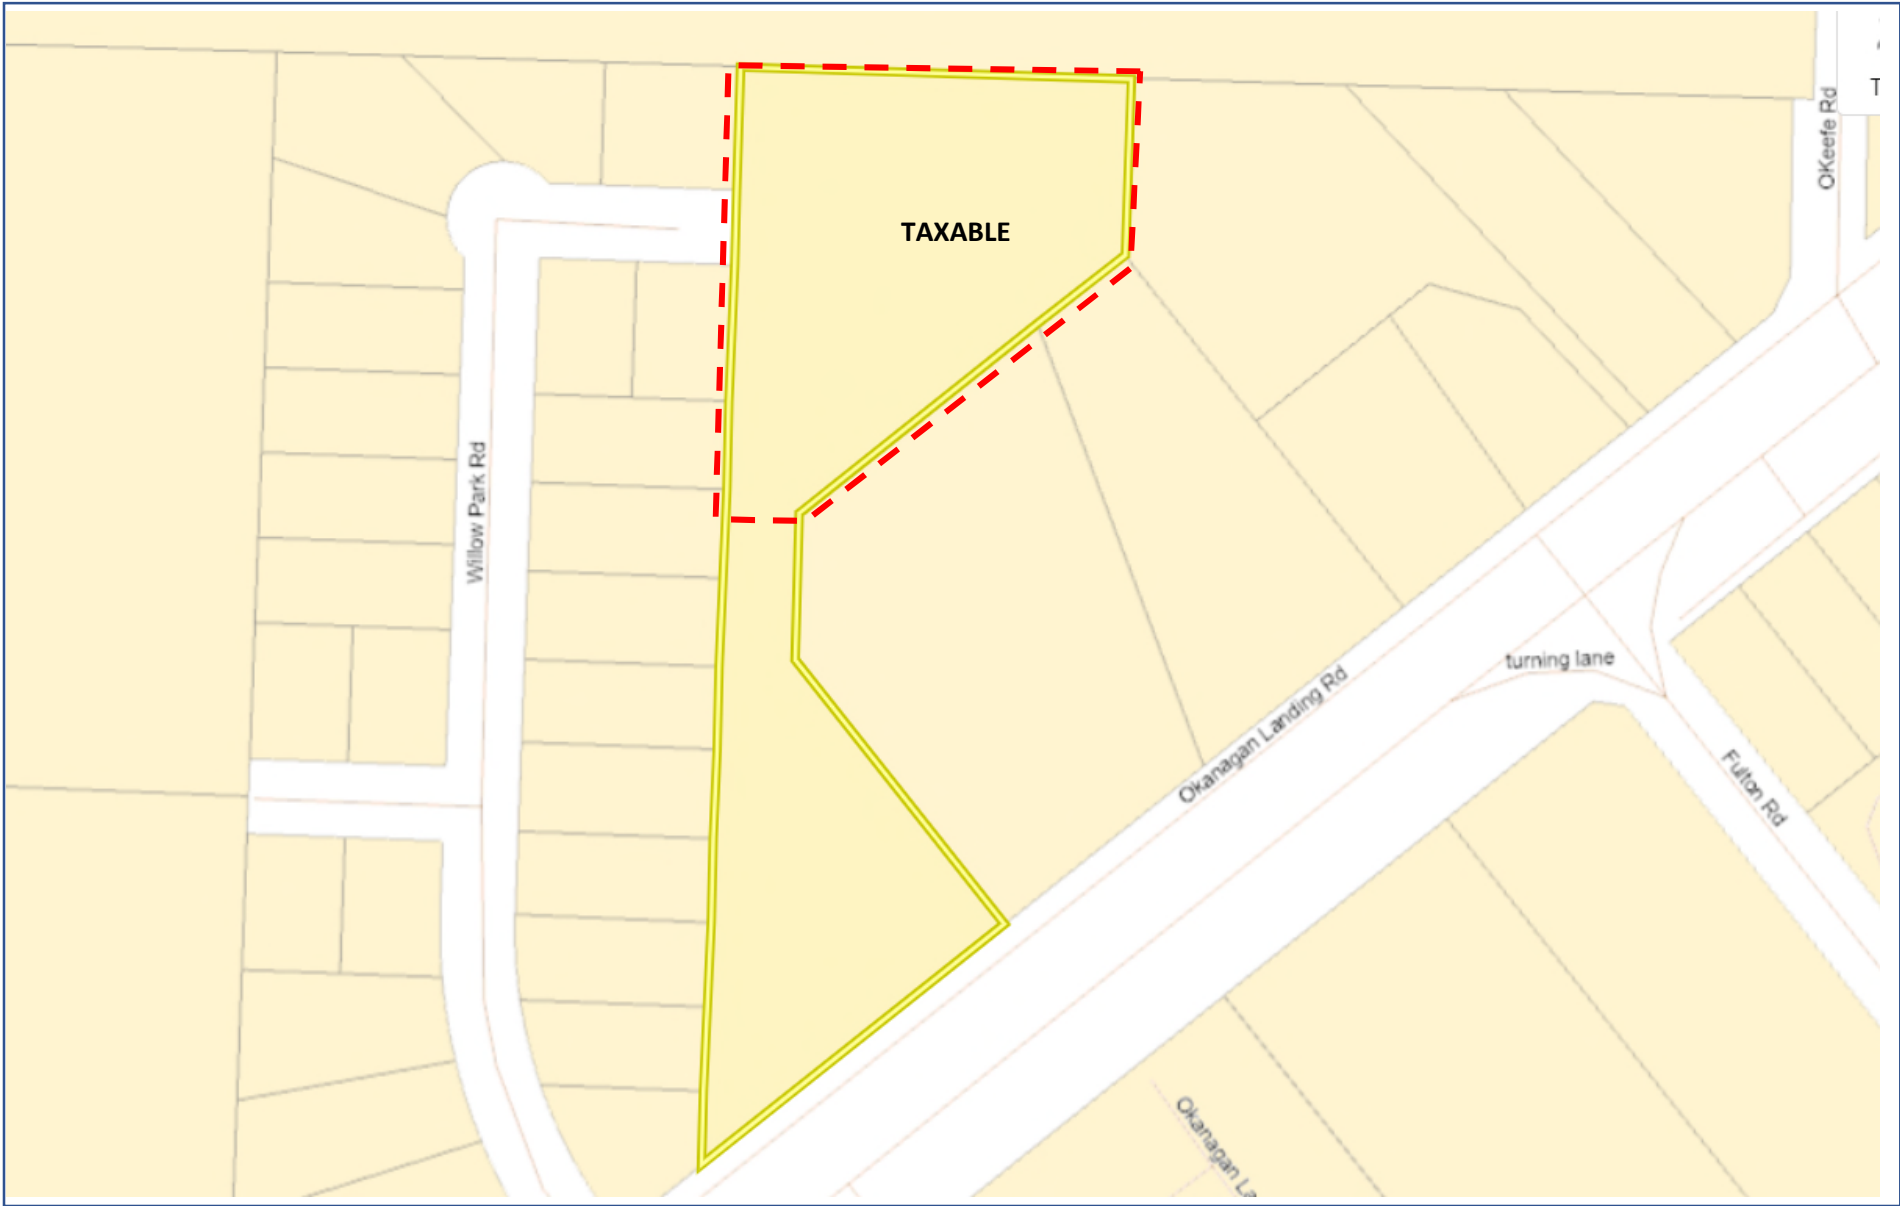 T
OKeefe Rd
TAXABLE
Willow Park Rd
turning lane
Okanagan Landing Rd
Fulton Rd
Okanagan La